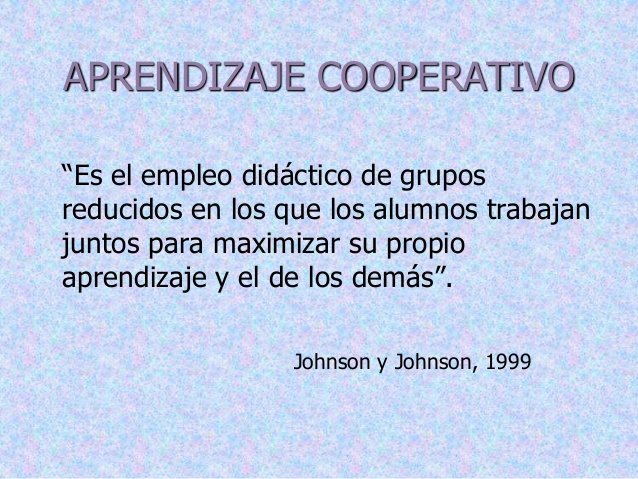 APRENDIZAJE COOPERATIVO
“Es el empleo didáctico de grupos
reducidos en los que los alumnos trabajan
juntos para maximizar su propio
aprendizaje y el de los demás”.
Johnson y Johnson, 1999